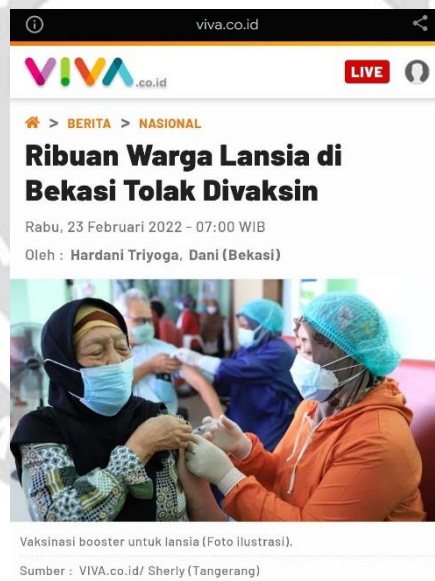 viva.co.id
VIVA.co.id
LIVE
> BERITA > NASIONAL
Ribuan Warga Lansia di
Bekasi Tolak Divaksin
Rabu, 23 Februari 2022 - 07:00 WIB
Oleh : Hardani Triyoga, Dani (Bekasi)
Vaksinasi booster untuk lansia (Foto ilustrasi).
Sumber : VIVA.co.id/ Sherly (Tangerang)